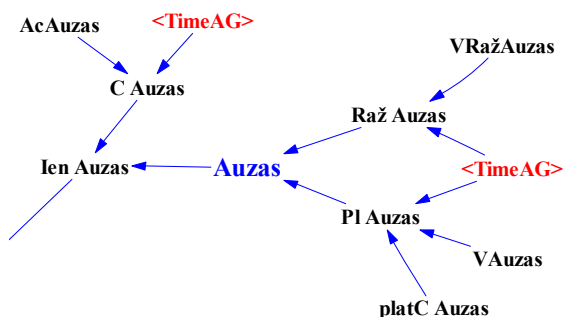 AcAuzas
<TimeAG>
VRažAuzas
C Auzas
Raž Auzas
Ien Auzas
Auzas
<TimeAG>
Pl Auzas
VAuzas
platC Auzas